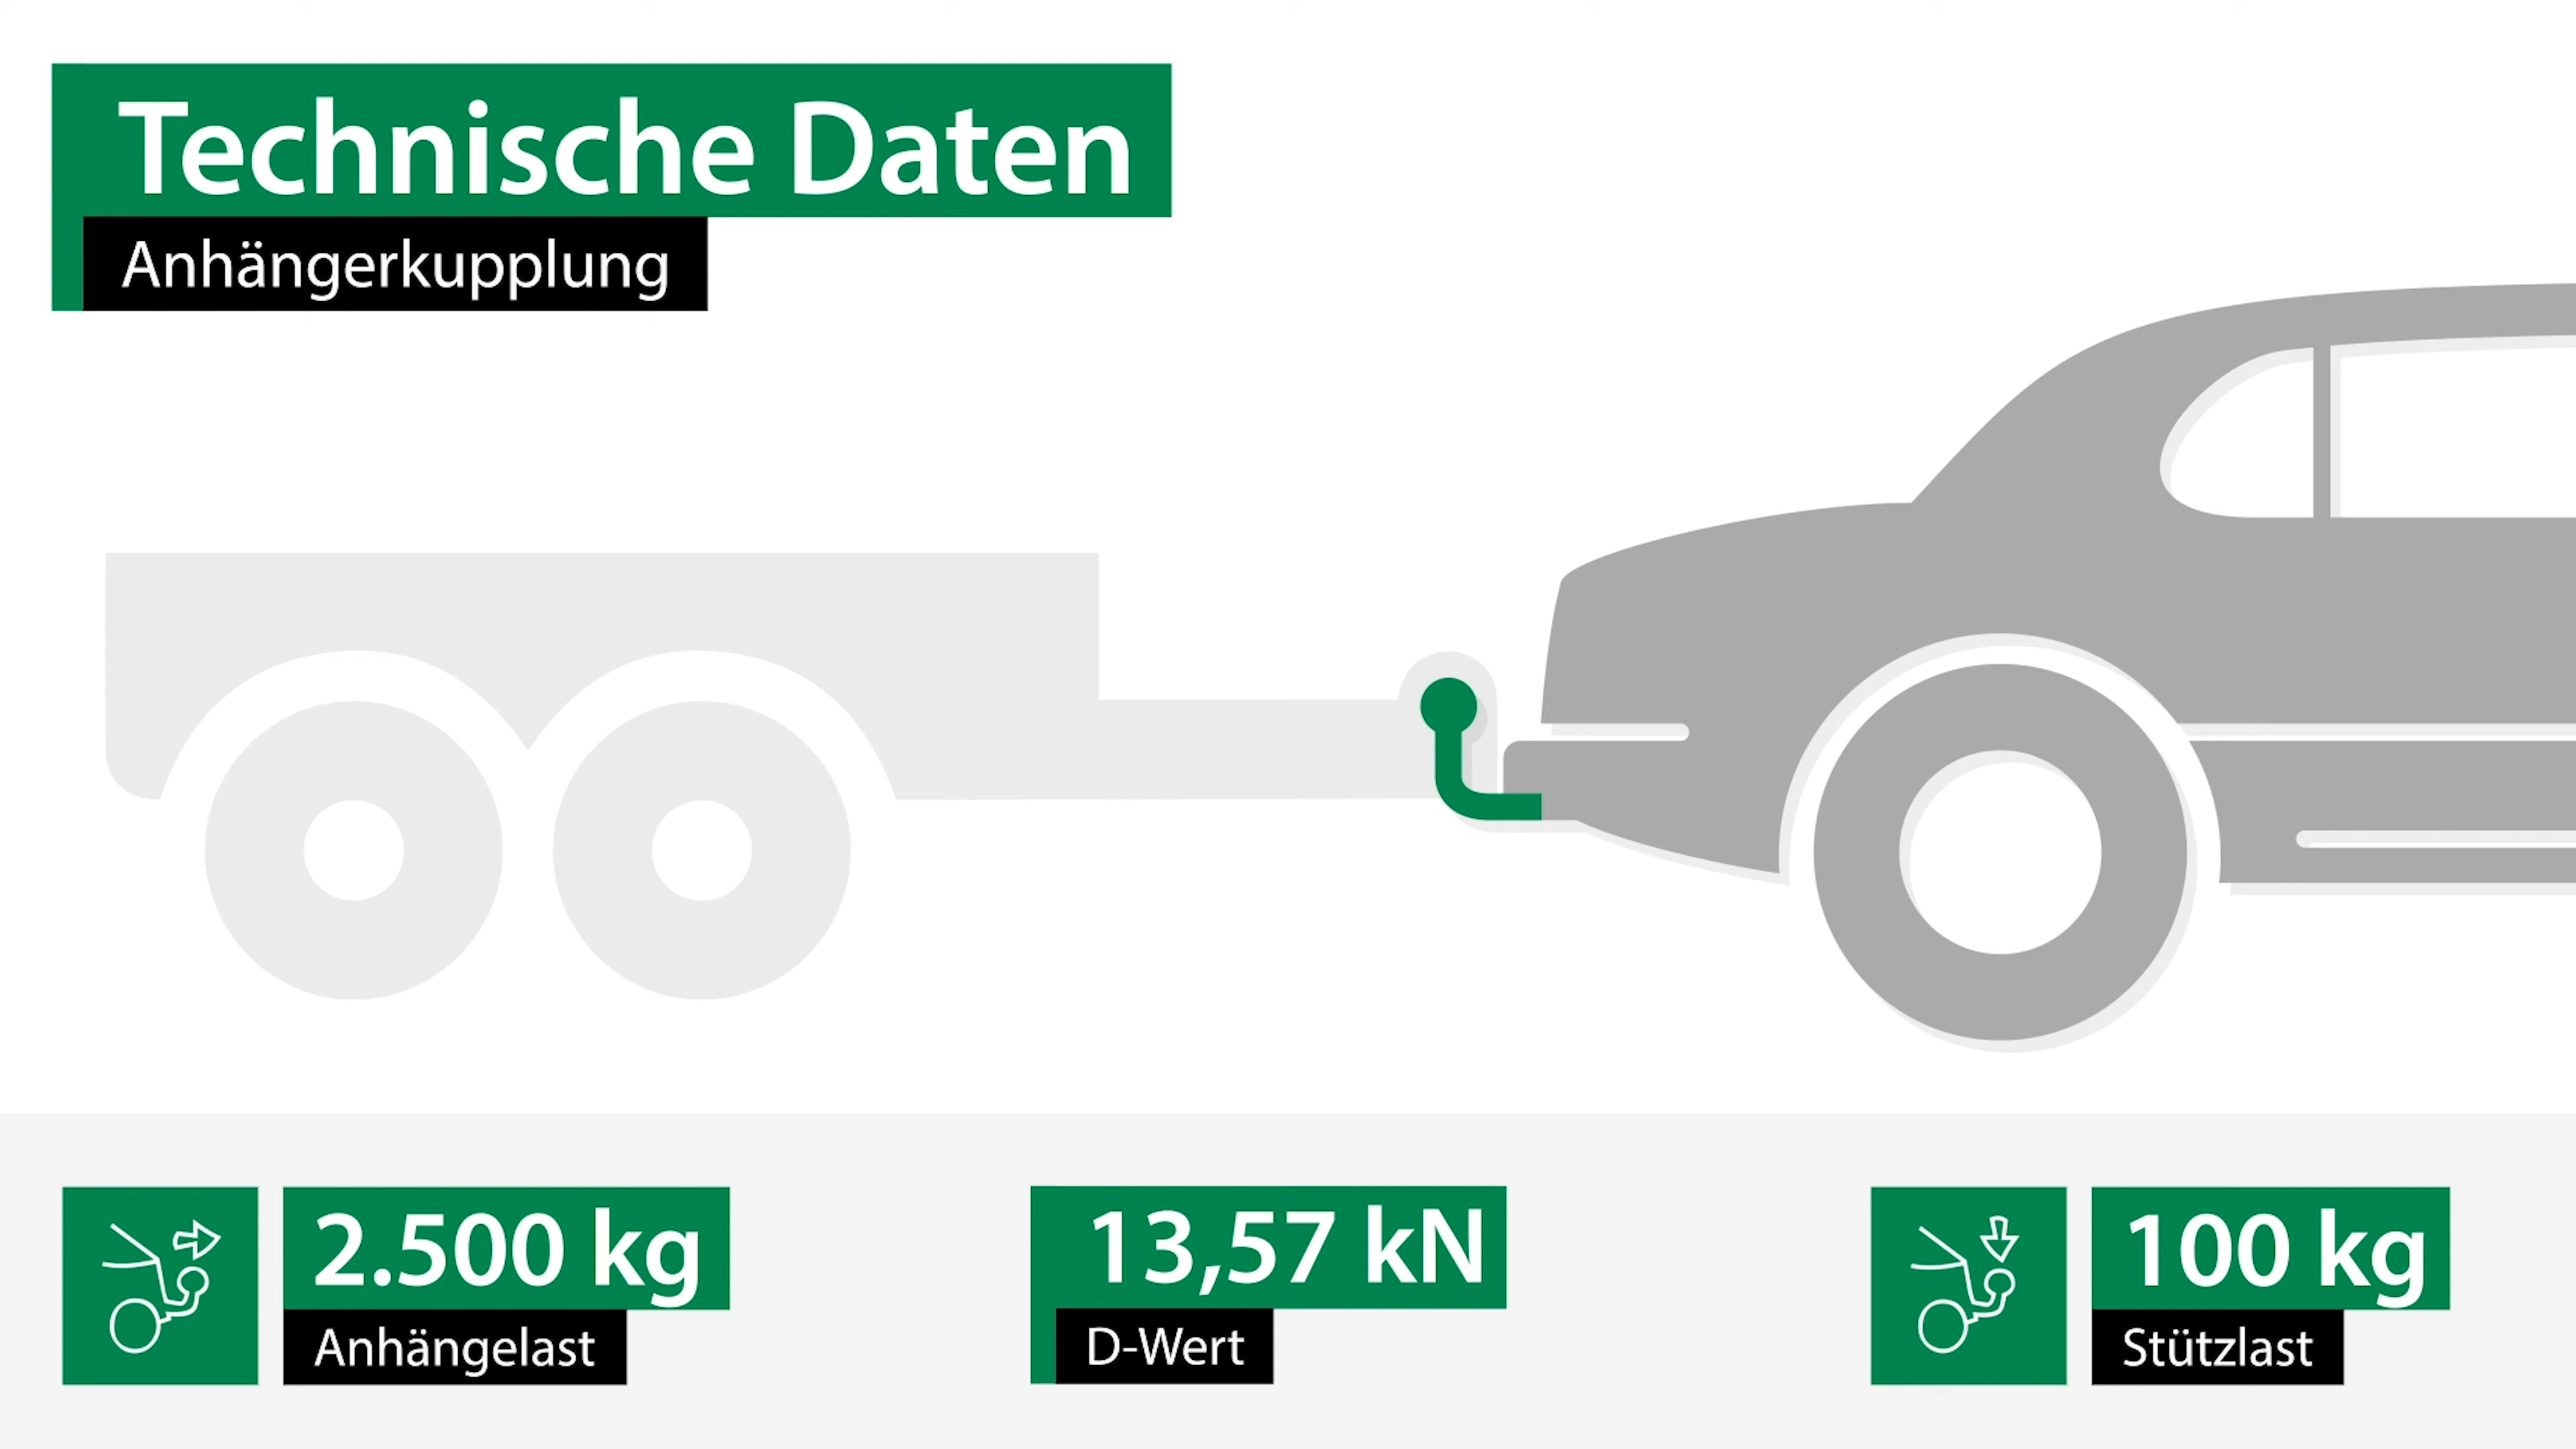 Technische Daten
Anhängerkupplung
2.500 kg
Anhängelast
13,57 kN
D-Wert
100 kg
Stützlast